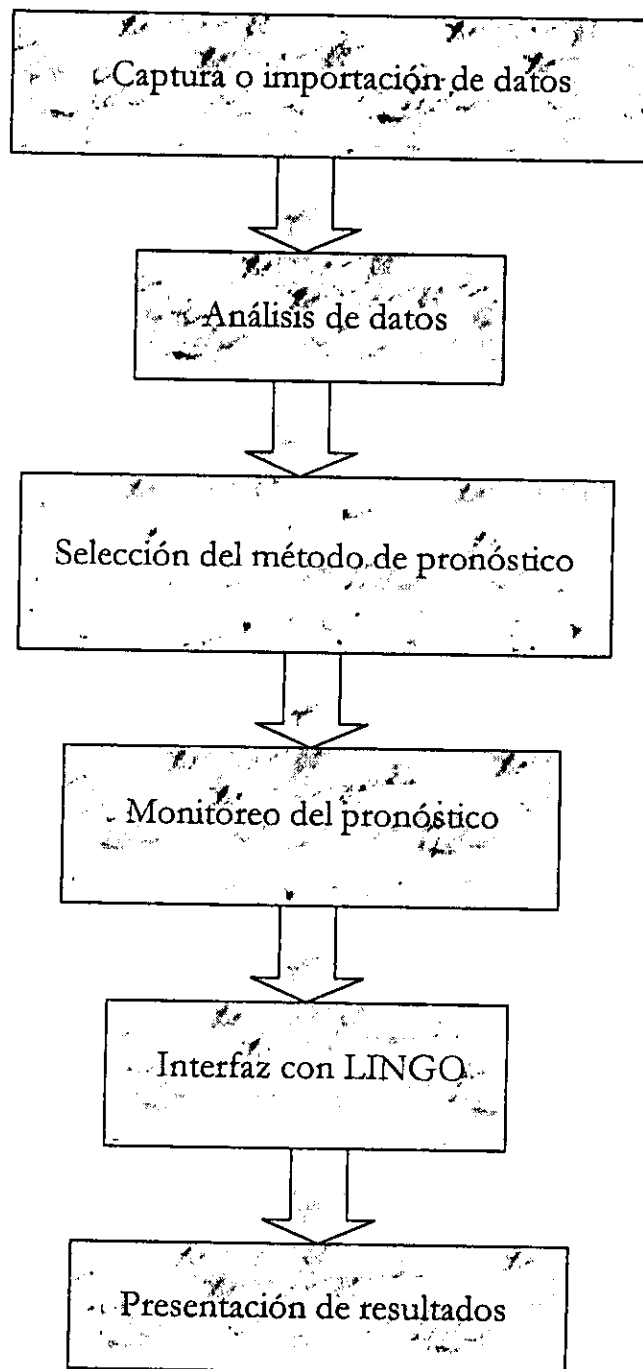 Captura o importación de datos
Análisis de datos
Selección del método de pronóstico
Monitoreo del pronóstico
Interfaz con LINGO
Presentación de resultados